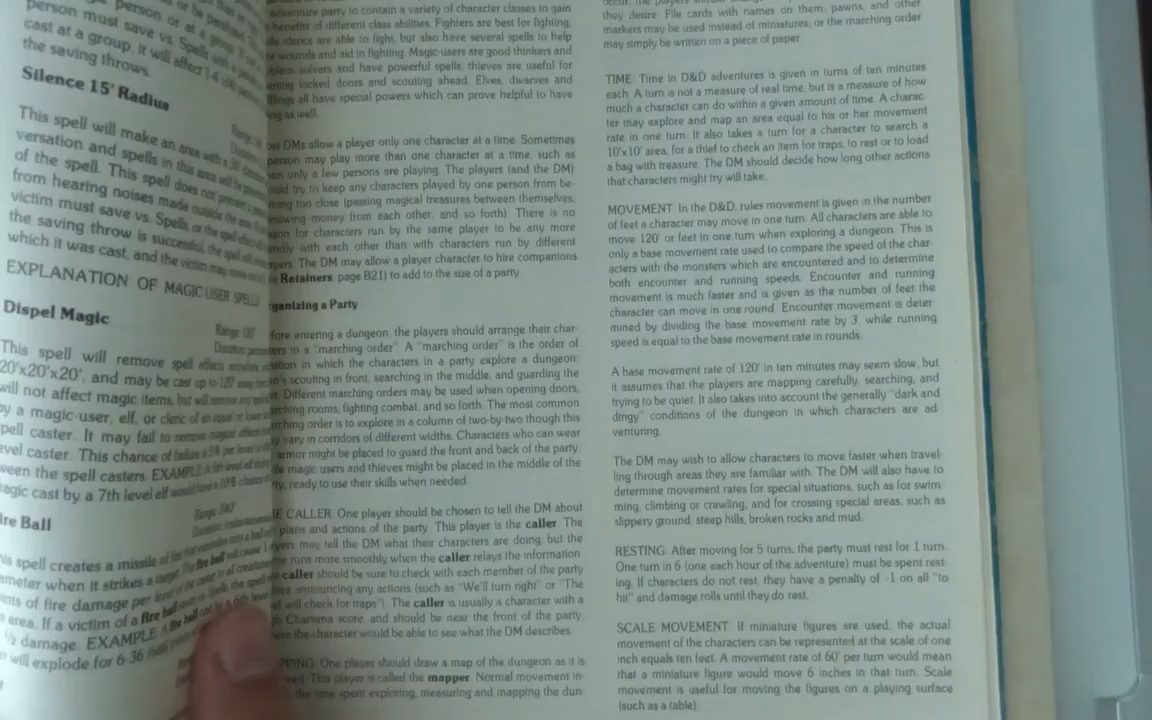 person or at a group
person must save vs. Spells
cast at a group, it will affect 1-4
the saving throws.
Silence 15' Radius
This spell will make an area with a 30'
versation and spells in this area will be
of the spell. This spell does not prevent a
from hearing noises made outside the area.
victim must save vs. Spells, or the spell effect
the saving throw is successful, the spell will
which it was cast, and the victim may move
EXPLANATION OF MAGIC-USER SPELLS
Dispel Magic
Range: 120'
This spell will remove spell effects anywhere
20'x20'x20', and may be cast up to 120' away
will not affect magic items, but will remove any
by a magic-user, elf, or cleric of an equal or lower
spell caster. It may fail to remove magical effects
level caster. This chance of failure is 5% per level
ween the spell casters. EXAMPLE: A 5th level
magic cast by a 7th level elf would have a 10% chance
Fire Ball
Range: 240'
This spell creates a missile of fire that explodes into a ball of
ameter when it strikes a target. The fire ball will cause
of fire damage per
area. If a victim of a fire ball
½ damage. EXAMPLE: A fire ball cast by a 6th level
will explode for 6-36
adventure party to contain a variety of character classes to gain
benefits of different class abilities. Fighters are best for fighting,
clerics are able to fight, but also have several spells to help
wounds and aid in fighting. Magic-users are good thinkers and
solvers and have powerful spells, thieves are useful for
locked doors and scouting ahead. Elves, dwarves and
all have special powers which can prove helpful to have
as well.
DMs allow a player only one character at a time. Sometimes
person may play more than one character at a time, such as
only a few persons are playing. The players (and the DM)
should try to keep any characters played by one person from be-
coming too close (passing magical treasures between themselves,
borrowing money from each other, and so forth). There is no
reason for characters run by the same player to be any more
friendly with each other than with characters run by different
players. The DM may allow a player to hire companions
Retainers, page B21) to add to the size of a party.
Organizing a Party
Before entering a dungeon, the players should arrange their char-
acters in a "marching order". A "marching order" is the order of
position in which the characters in a party explore a dungeon:
who's scouting in front, searching in the middle, and guarding the
Different marching orders may be used when opening doors,
searching rooms, fighting combat, and so forth. The most common
marching order is to explore in a column of two-by two though this
may vary in corridors of different widths. Characters who can wear
armor might be placed to guard the front and back of the party,
while magic users and thieves might be placed in the middle of the
party, ready to use their skills when needed.
THE CALLER: One player should be chosen to tell the DM about
plans and actions of the party. This player is the caller. The
players may tell the DM what their characters are doing, but the
runs more smoothly when the caller relays the information.
caller should be sure to check with each member of the party
before announcing any actions (such as "We'll turn right" or "The
will check for traps"). The caller is usually a character with a
high Charisma score, and should be near the front of the party,
where the character would be able to see what the DM describes.
MAPPING: One player should draw a map of the dungeon as it is
This player is called the mapper. Normal movement in-
the time spent exploring, measuring and mapping the dun-
they desire. File cards with names on them, pawns, and other
markers may be used instead of miniatures, or the marching order
may simply be written on a piece of paper.
TIME: Time in D&D adventures is given in turns of ten minutes
each. A turn is not a measure of real time, but is a measure of how
much a character can do within a given amount of time. A charac-
ter may explore and map an area equal to his or her movement
rate in one turn. It also takes a turn for a character to search a
10'x10' area, for a thief to check an item for traps, to rest or to load
a bag with treasure. The DM should decide how long other actions
that characters might try will take.
MOVEMENT: In the D&D, rules movement is given in the number
of feet a character may move in one turn. All characters are able to
move 120' or feet in one turn when exploring a dungeon. This is
only a base movement rate used to compare the speed of the char-
acters with the monsters which are encountered and to determine
both encounter and running speeds. Encounter and running
movement is much faster and is given as the number of feet the
character can move in one round. Encounter movement is deter-
mined by dividing the base movement rate by 3, while running
speed is equal to the base movement rate in rounds.
A base movement rate of 120' in ten minutes may seem slow, but
it assumes that the players are mapping carefully, searching, and
trying to be quiet. It also takes into account the generally "dark and
dingy" conditions of the dungeon in which characters are ad
venturing.
The DM may wish to allow characters to move faster when travel-
ling through areas they are familiar with. The DM will also have to
determine movement rates for special situations, such as for swim
ming, climbing or crawling, and for crossing special areas, such as
slippery ground, steep hills, broken rocks and mud.
RESTING: After moving for 5 turns, the party must rest for 1 turn.
One turn in 6 (one each hour of the adventure) must be spent rest-
ing. If characters do not rest, they have a penalty of -1 on all "to
hit" and damage rolls until they do rest.
SCALE MOVEMENT: If miniature figures are used, the actual
movement of the characters can be represented at the scale of one
inch equals ten feet. A movement rate of 60' per turn would mean
that a miniature figure would move 6 inches in that turn. Scale
movement is useful for moving the figures on a playing surface
(such as a table).